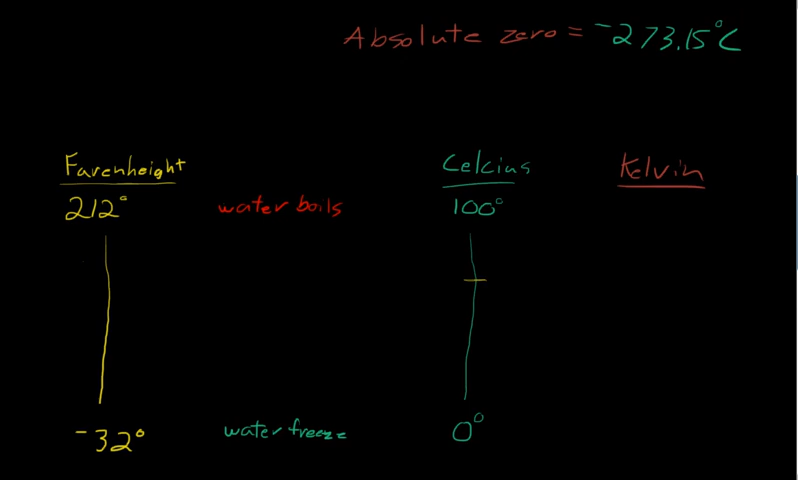 Absolute zero = -273.15°C
Farenheight Celcius Kelvin
212° water boils 100°
-32° water freeze 0°